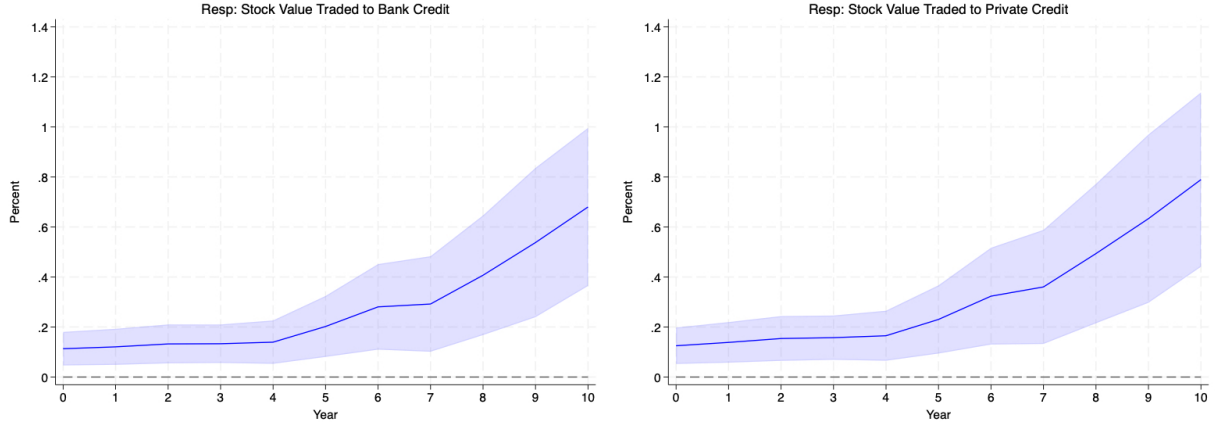 Resp: Stock Value Traded to Bank Credit
1.4
1.2
1
.8
.6
.4
.2
0
Percent
0 1 2 3 4 5 6 7 8 9 10
Year
Resp: Stock Value Traded to Private Credit
1.4
1.2
1
.8
.6
.4
.2
0
Percent
0 1 2 3 4 5 6 7 8 9 10
Year